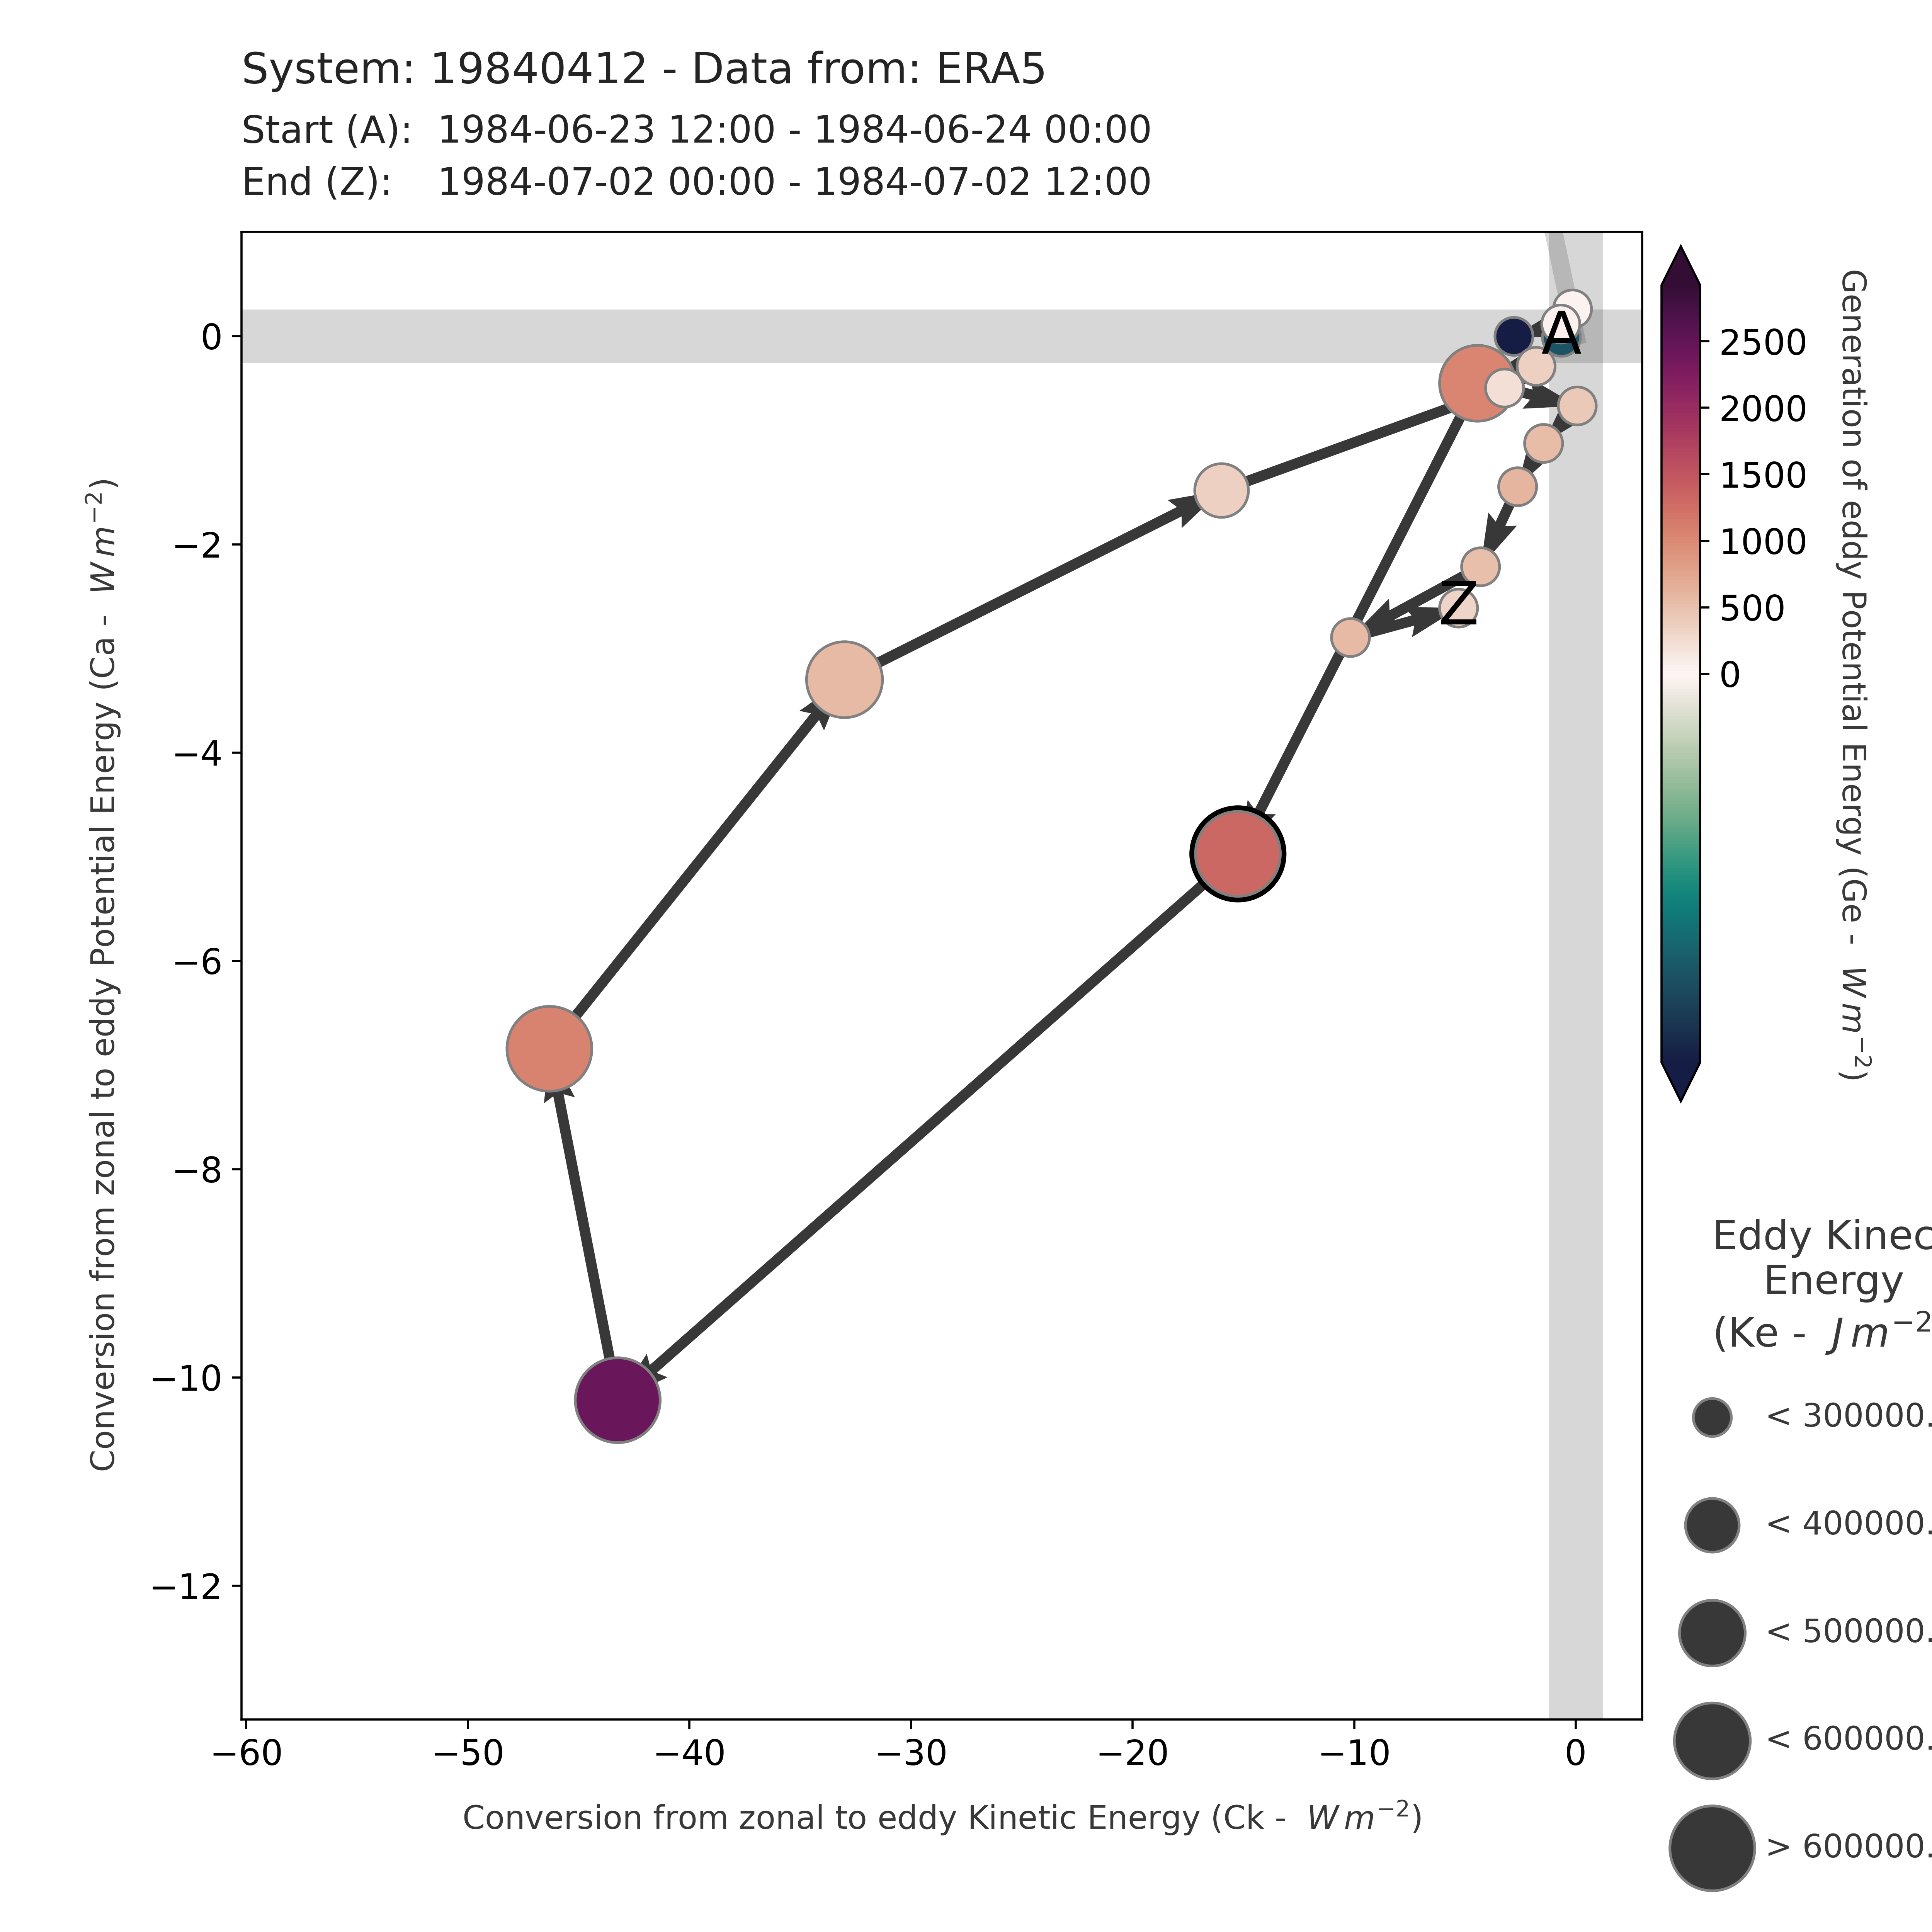 System: 19840412 - Data from: ERA5
Start (A): 1984-06-23 12:00 - 1984-06-24 00:00
End (Z): 1984-07-02 00:00 - 1984-07-02 12:00
A
Z
0
−2
−4
−6
−8
−10
−12
Conversion from zonal to eddy Potential Energy (Ca - W m⁻²)
−60
−50
−40
−30
−20
−10
0
Conversion from zonal to eddy Kinetic Energy (Ck - W m⁻²)
2500
2000
1500
1000
500
0
Generation of eddy Potential Energy (Ge - W m⁻²)
Eddy Kinec
Energy
(Ke - J m⁻²
< 300000.
< 400000.
< 500000.
< 600000.
> 600000.